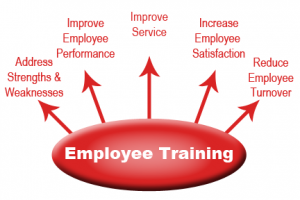 Address
Strengths &
Weaknesses
Improve
Employee
Performance
Improve
Service
Increase
Employee
Satisfaction
Reduce
Employee
Turnover
Employee Training